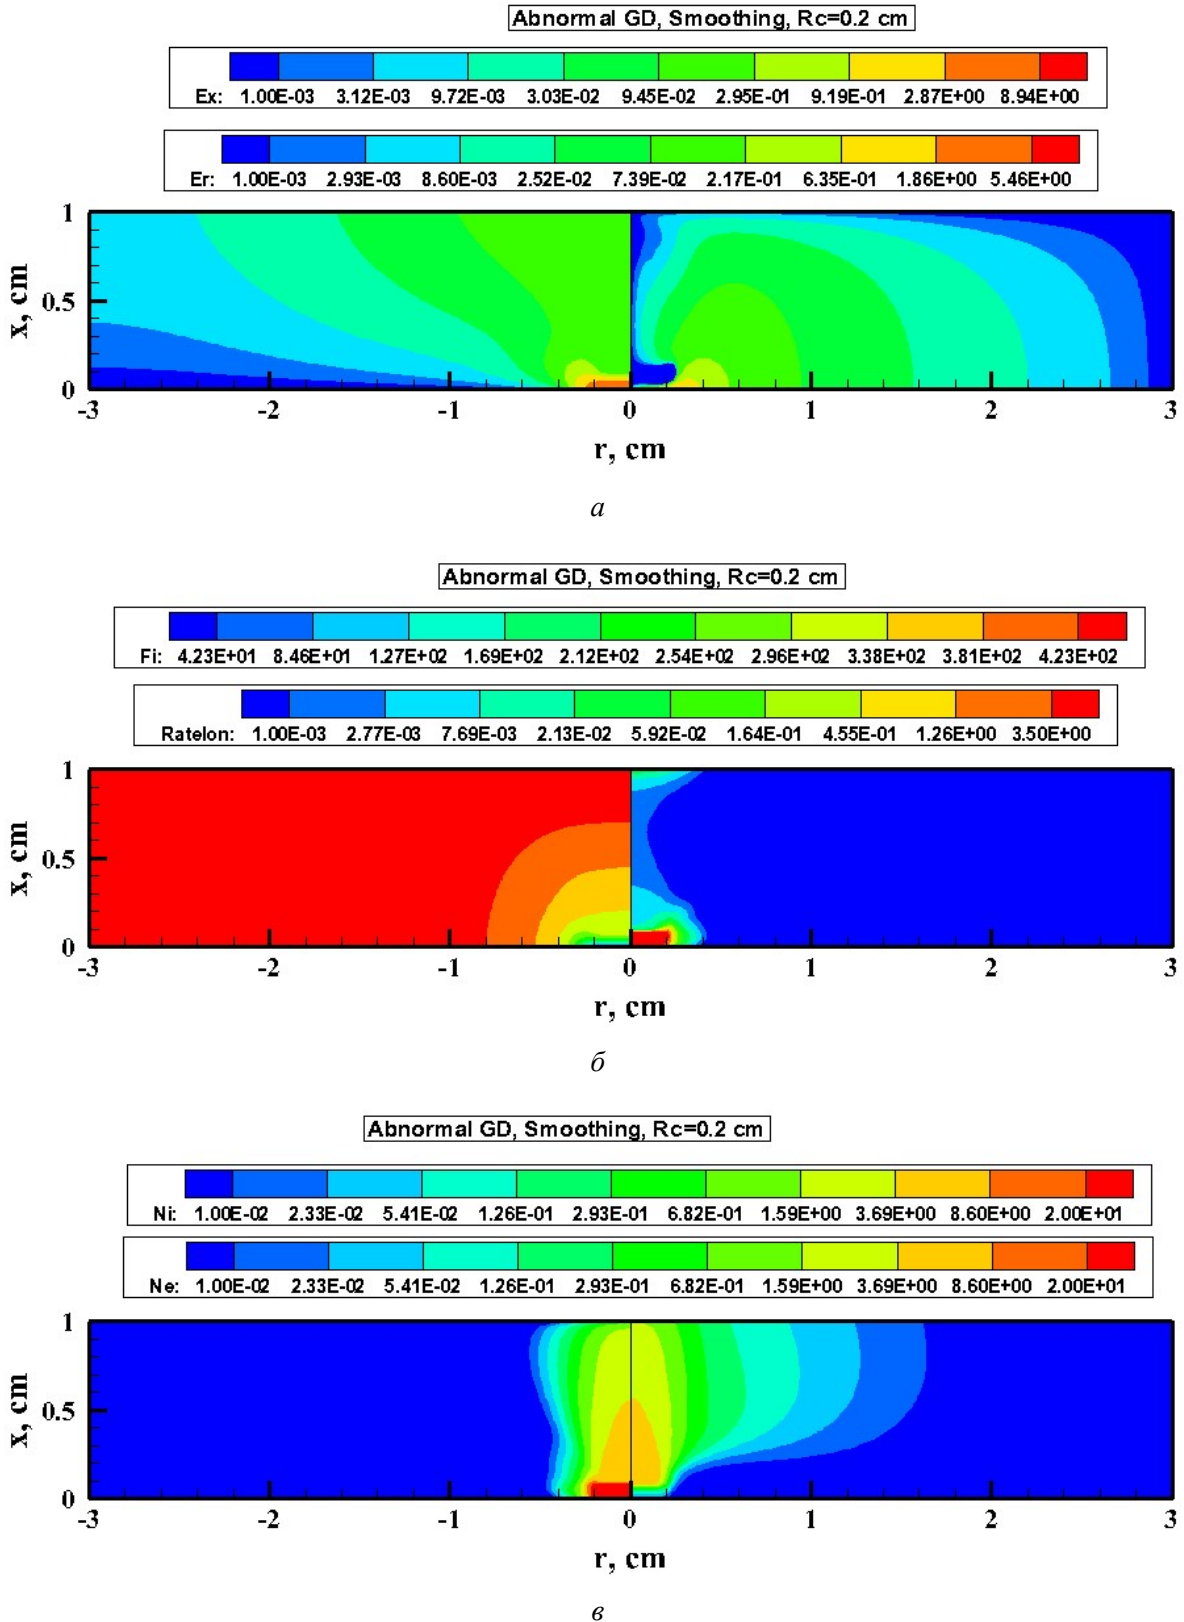 Abnormal GD, Smoothing, Rc=0.2 cm
Ex: 1.00E-03 3.12E-03 9.72E-03 3.03E-02 9.45E-02 2.95E-01 9.19E-01 2.87E+00 8.94E+00
Er: 1.00E-03 2.93E-03 8.60E-03 2.52E-02 7.39E-02 2.17E-01 6.35E-01 1.86E+00 5.46E+00
1
0.5
0
x, cm
-3 -2 -1 0 1 2 3
r, cm
а
Abnormal GD, Smoothing, Rc=0.2 cm
Fi: 4.23E+01 8.46E+01 1.27E+02 1.69E+02 2.12E+02 2.54E+02 2.96E+02 3.38E+02 3.81E+02 4.23E+02
RateIon: 1.00E-03 2.77E-03 7.69E-03 2.13E-02 5.92E-02 1.64E-01 4.55E-01 1.26E+00 3.50E+00
1
0.5
0
x, cm
-3 -2 -1 0 1 2 3
r, cm
б
Abnormal GD, Smoothing, Rc=0.2 cm
Ni: 1.00E-02 2.33E-02 5.41E-02 1.26E-01 2.93E-01 6.82E-01 1.59E+00 3.69E+00 8.60E+00 2.00E+01
Ne: 1.00E-02 2.33E-02 5.41E-02 1.26E-01 2.93E-01 6.82E-01 1.59E+00 3.69E+00 8.60E+00 2.00E+01
1
0.5
0
x, cm
-3 -2 -1 0 1 2 3
r, cm
в